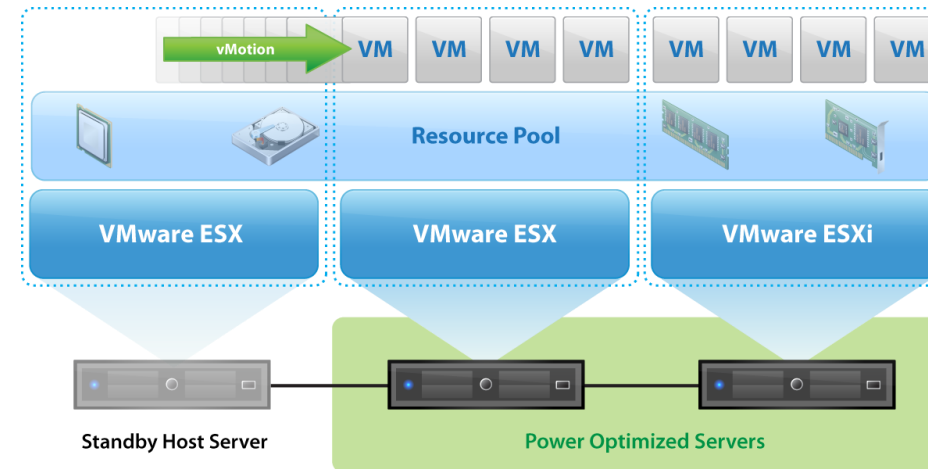 vMotion
VM VM VM VM VM VM VM VM
Resource Pool
VMware ESX VMware ESX VMware ESXi
Standby Host Server Power Optimized Servers